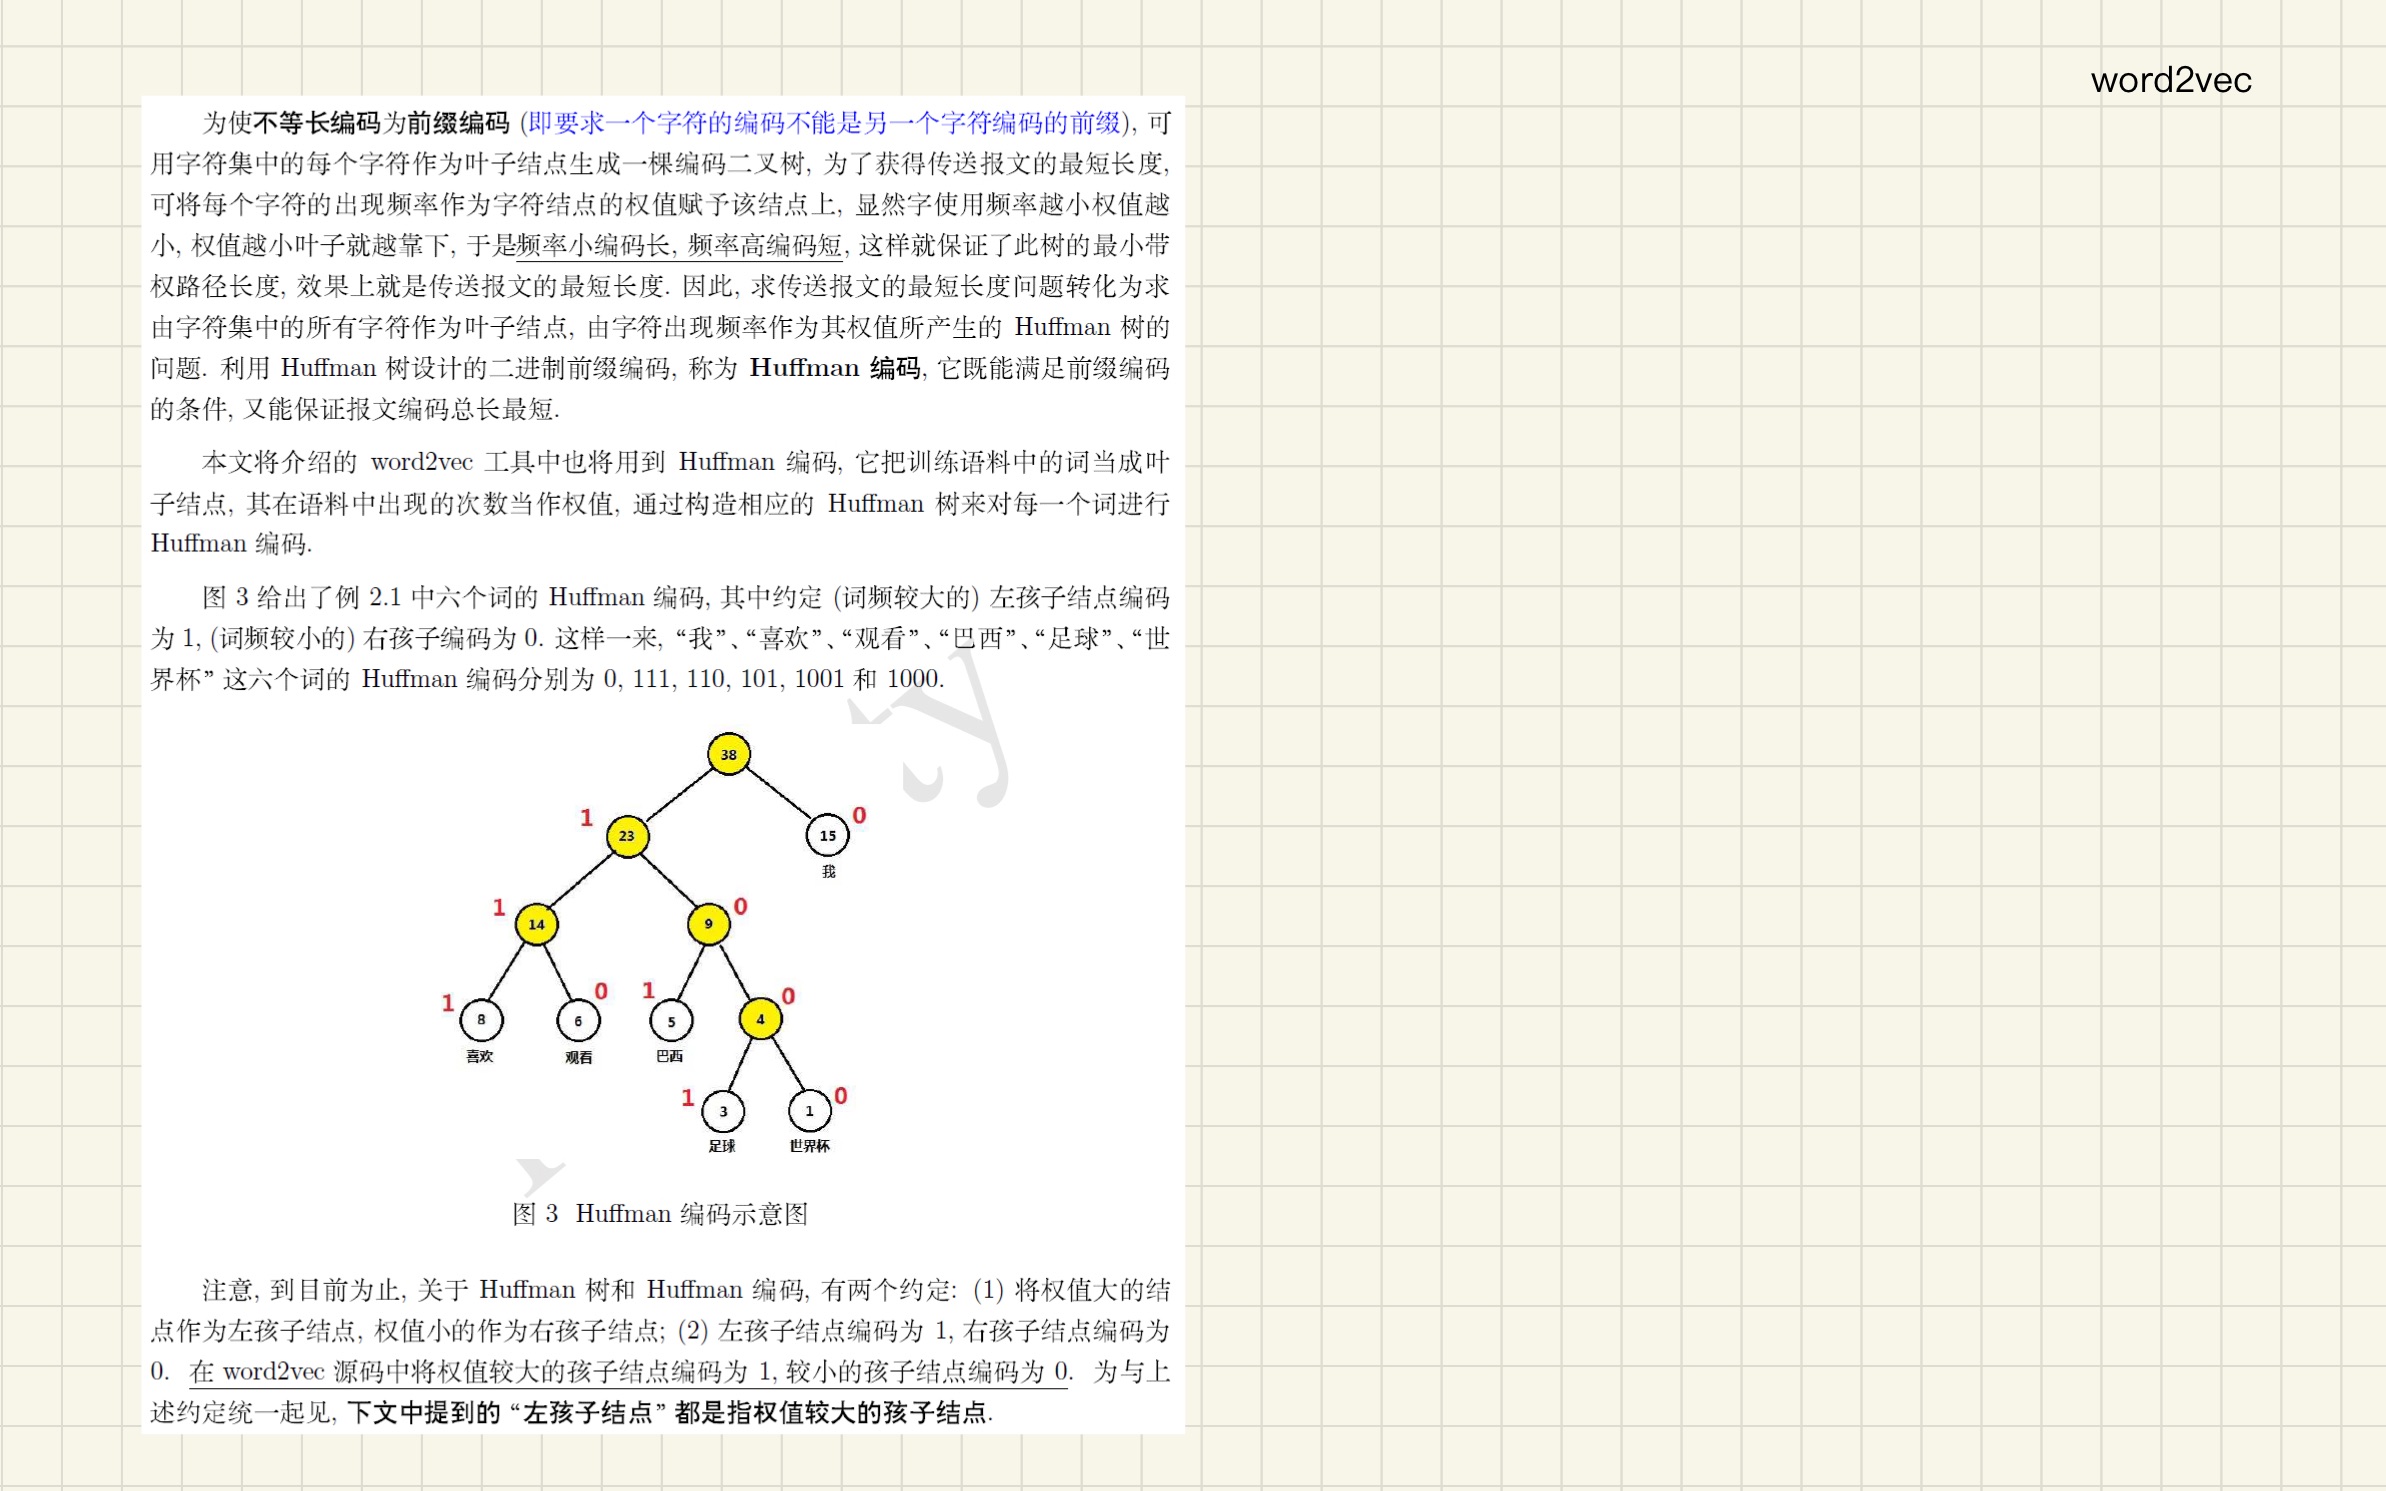 word2vec
为使不等长编码为前缀编码 (即要求一个字符的编码不能是另一个字符编码的前缀), 可
用字符集中的每个字符作为叶子结点生成一棵编码二叉树, 为了获得传送报文的最短长度,
可将每个字符的出现频率作为字符结点的权值赋予该结点上, 显然字使用频率越小权值越
小, 权值越小叶子就越靠下, 于是频率小编码长, 频率高编码短, 这样就保证了此树的最小带
权路径长度, 效果上就是传送报文的最短长度. 因此, 求传送报文的最短长度问题转化为求
由字符集中的所有字符作为叶子结点, 由字符出现频率作为其权值所产生的 Huffman 树的
问题. 利用 Huffman 树设计的二进制前缀编码, 称为 Huffman 编码, 它既能满足前缀编码
的条件, 又能保证报文编码总长最短.
本文将介绍的 word2vec 工具中也将用到 Huffman 编码, 它把训练语料中的词当成叶
子结点, 其在语料中出现的次数当作权值, 通过构造相应的 Huffman 树来对每一个词进行
Huffman 编码.
图 3 给出了例 2.1 中六个词的 Huffman 编码, 其中约定 (词频较大的) 左孩子结点编码
为 1, (词频较小的) 右孩子编码为 0. 这样一来, “我”、“喜欢”、“观看”、“巴西”、“足球”、“世
界杯” 这六个词的 Huffman 编码分别为 0, 111, 110, 101, 1001 和 1000.
y
38
1 23 15 0
我
1 14 9 0
1 8 6 0 1 5 4 0
喜欢 观看 巴西
1 3 1 0
足球 世界杯
图 3 Huffman 编码示意图
注意, 到目前为止, 关于 Huffman 树和 Huffman 编码, 有两个约定: (1) 将权值大的结
点作为左孩子结点, 权值小的作为右孩子结点; (2) 左孩子结点编码为 1, 右孩子结点编码为
0. 在 word2vec 源码中将权值较大的孩子结点编码为 1, 较小的孩子结点编码为 0. 为与上
述约定统一起见, 下文中提到的 “左孩子结点” 都是指权值较大的孩子结点.